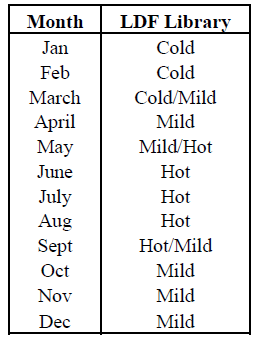 Month LDF Library
Jan Cold
Feb Cold
March Cold/Mild
April Mild
May Mild/Hot
June Hot
July Hot
Aug Hot
Sept Hot/Mild
Oct Mild
Nov Mild
Dec Mild